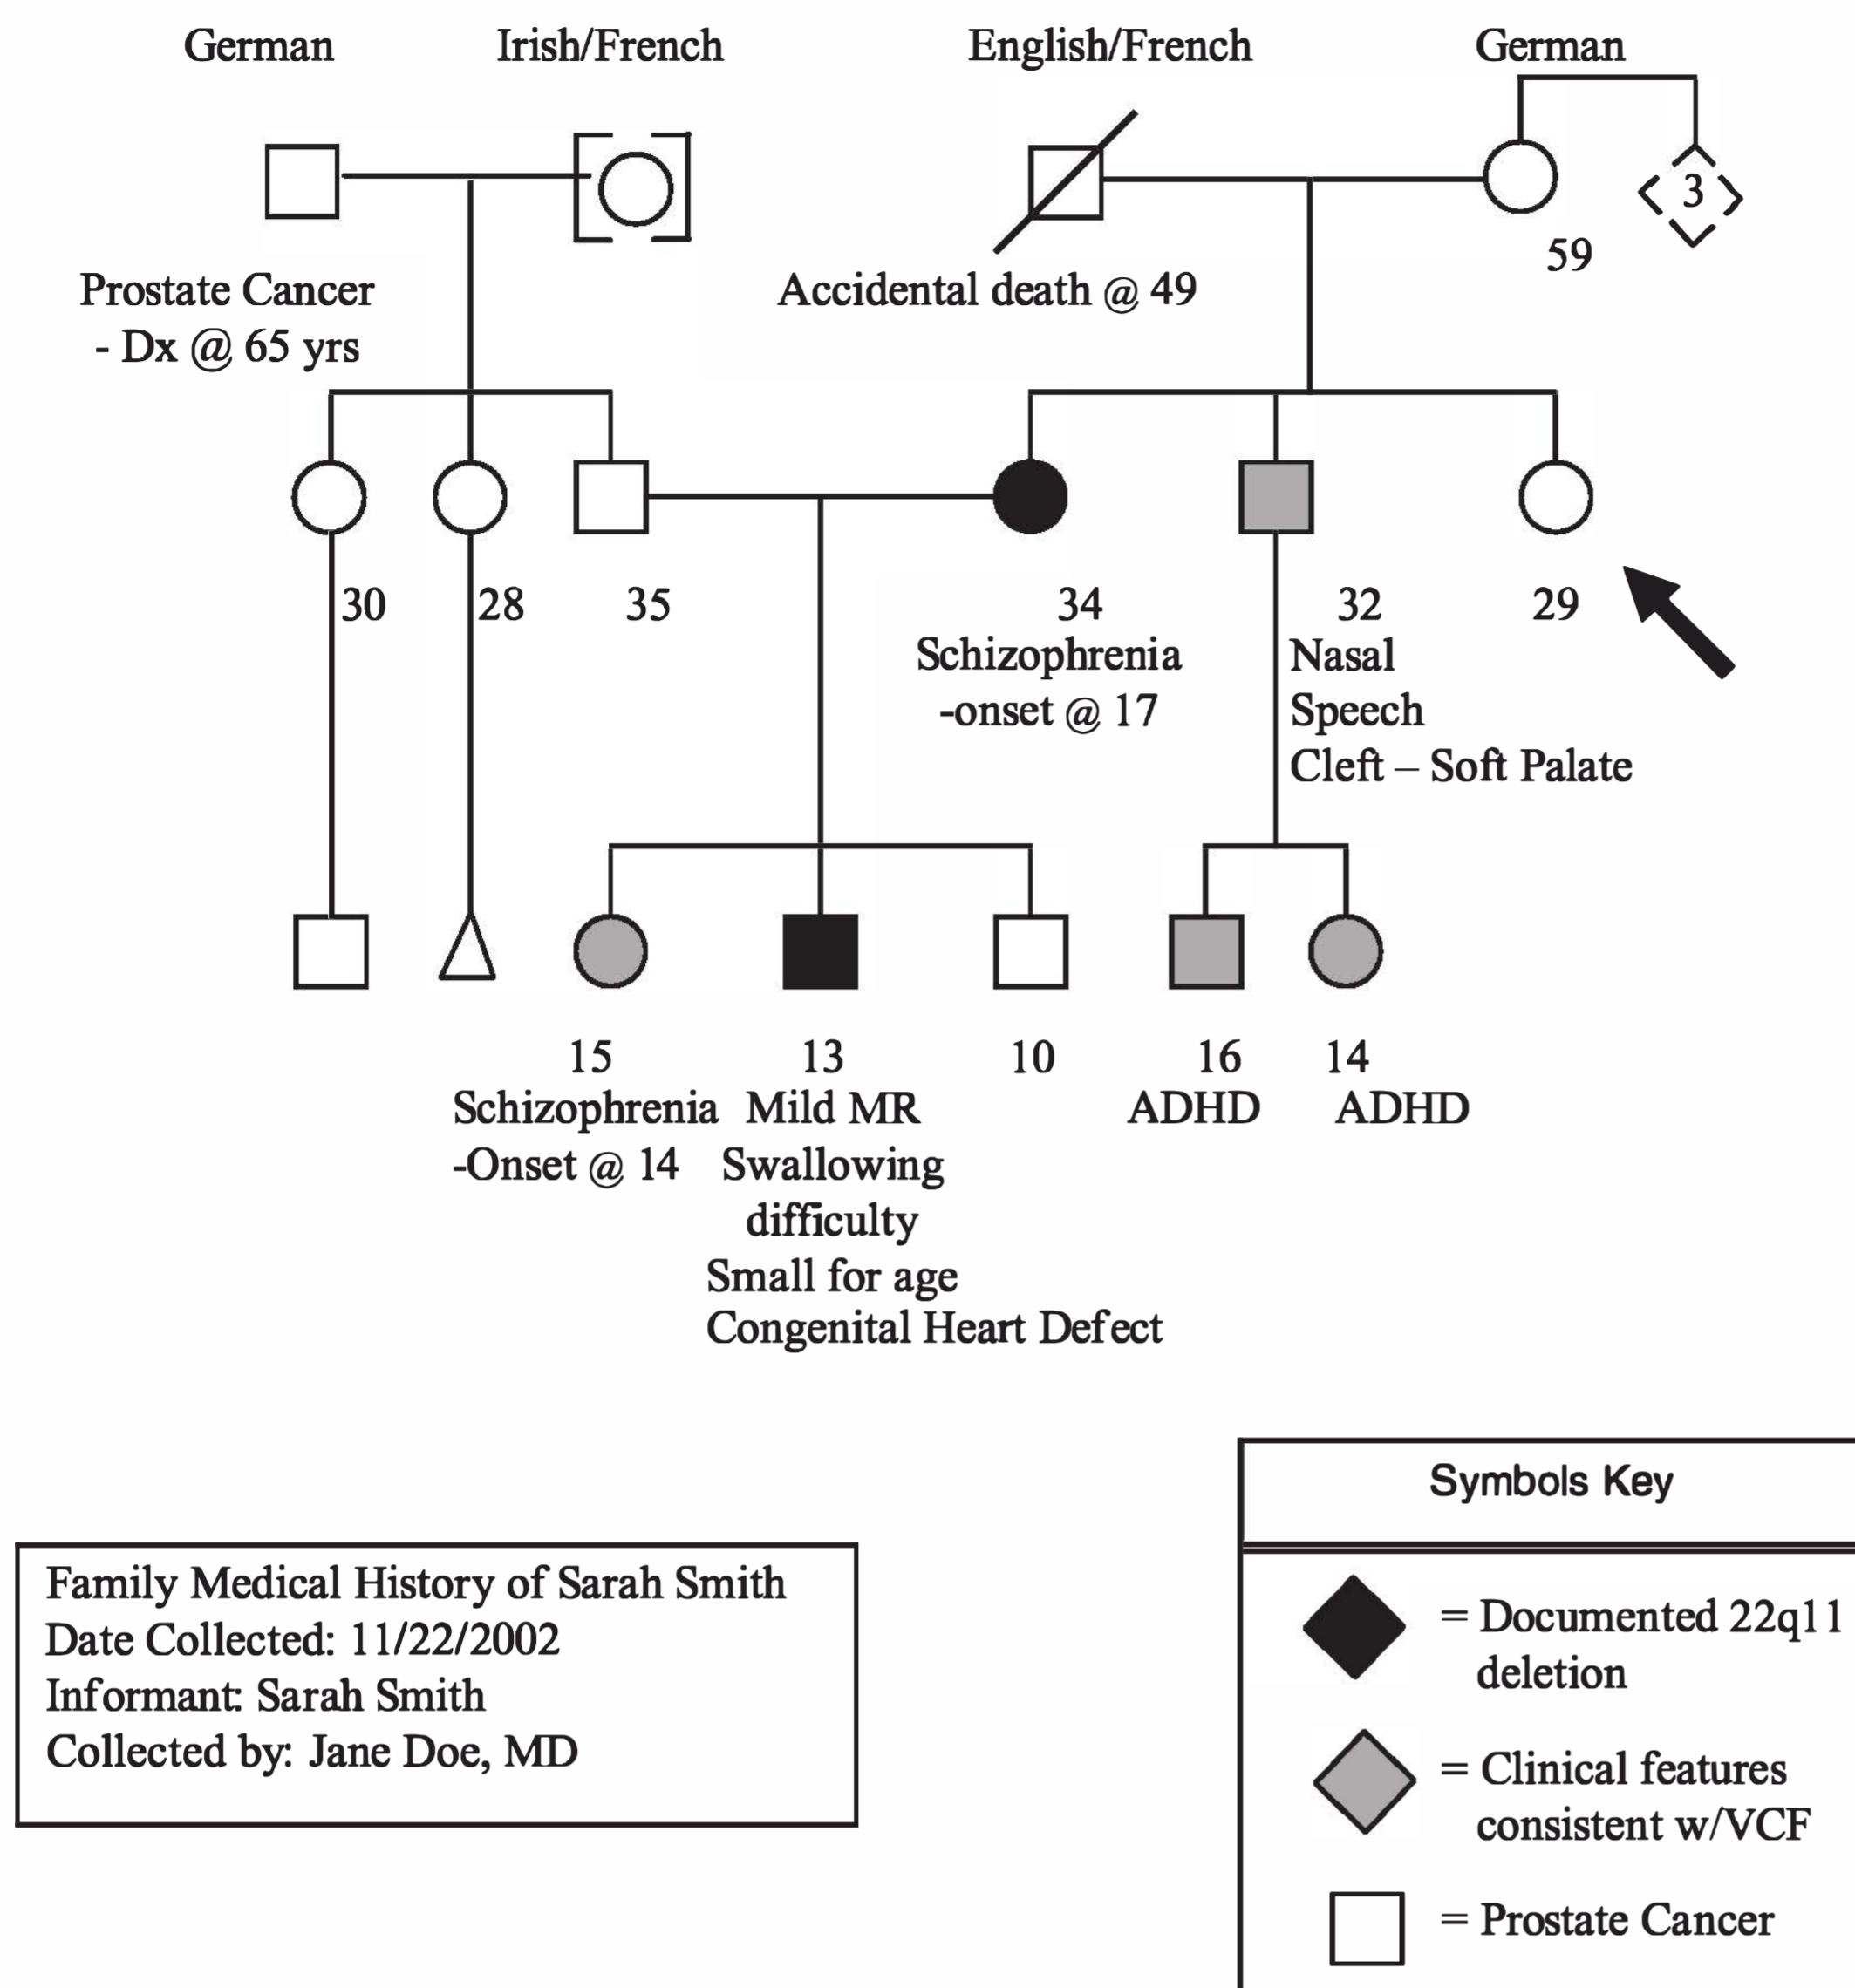 German
Irish/French
English/French
German
3
59
Prostate Cancer
- Dx @ 65 yrs
Accidental death @ 49
30
28
35
34
Schizophrenia
-onset @ 17
32
Nasal
Speech
Cleft – Soft Palate
29
15
Schizophrenia
-Onset @ 14
13
Mild MR
Swallowing
difficulty
Small for age
Congenital Heart Defect
10
16
ADHD
14
ADHD
Family Medical History of Sarah Smith
Date Collected: 11/22/2002
Informant: Sarah Smith
Collected by: Jane Doe, MD
Symbols Key
= Documented 22q11
deletion
= Clinical features
consistent w/VCF
= Prostate Cancer